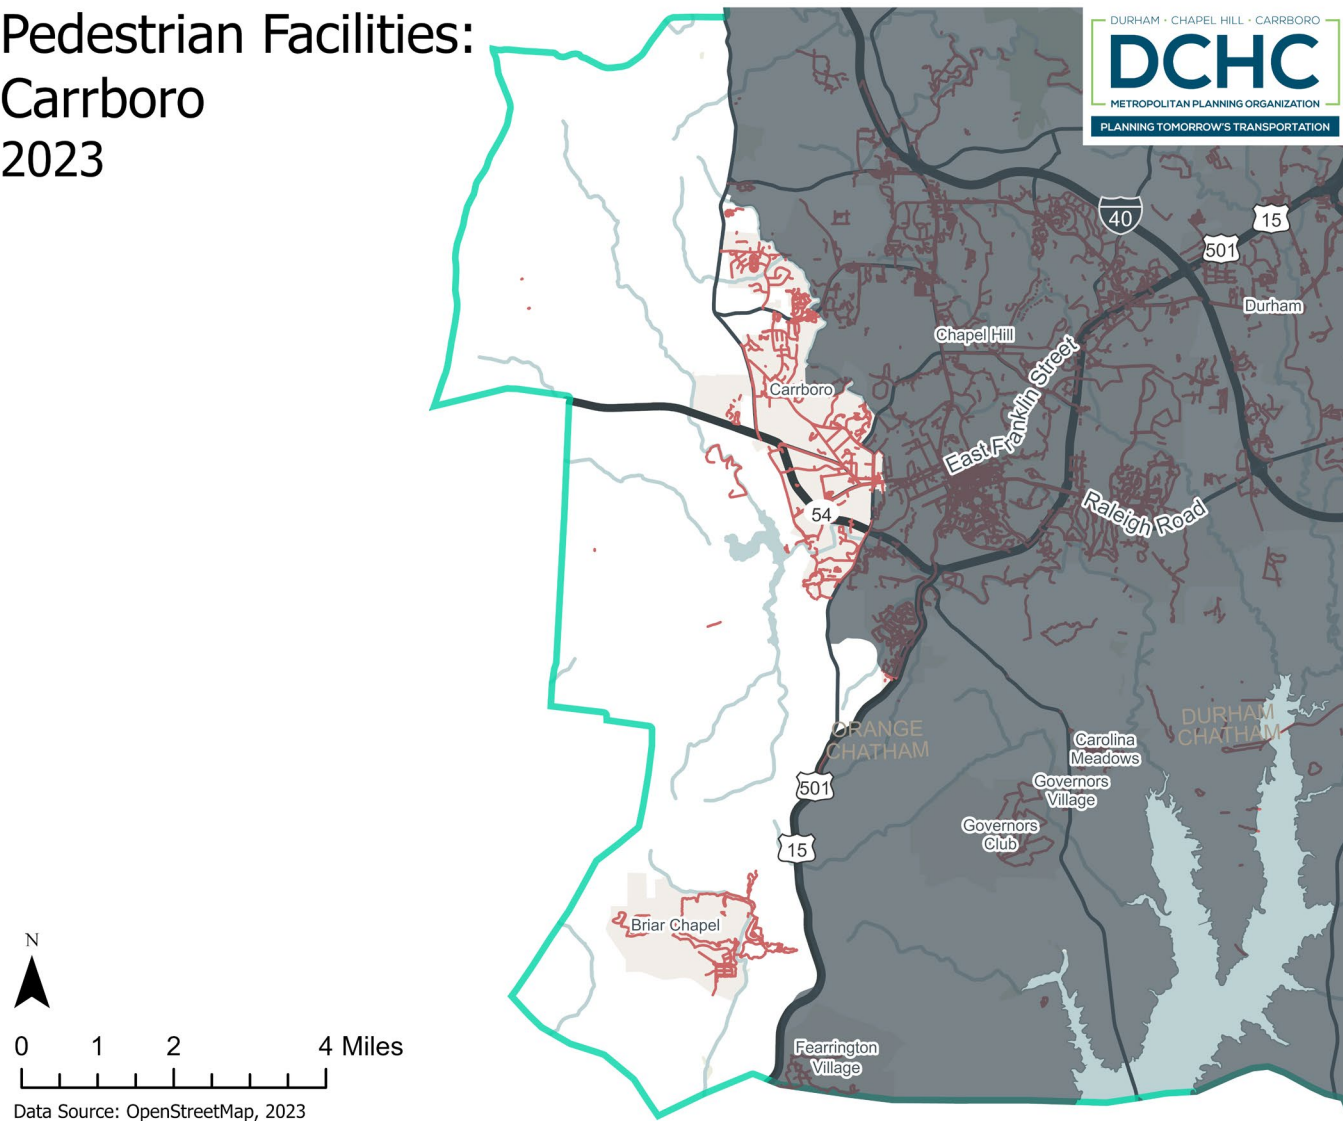 Pedestrian Facilities:
Carrboro
2023
DURHAM · CHAPEL HILL · CARRBORO
DCHC
METROPOLITAN PLANNING ORGANIZATION
PLANNING TOMORROW'S TRANSPORTATION
40
15
501
Durham
Chapel Hill
East Franklin Street
Carrboro
Raleigh Road
54
ORANGE
CHATHAM
DURHAM
CHATHAM
Carolina
Meadows
Governors
Village
501
Governors
Club
15
Briar Chapel
Fearrington
Village
N
0 1 2 4 Miles
Data Source: OpenStreetMap, 2023